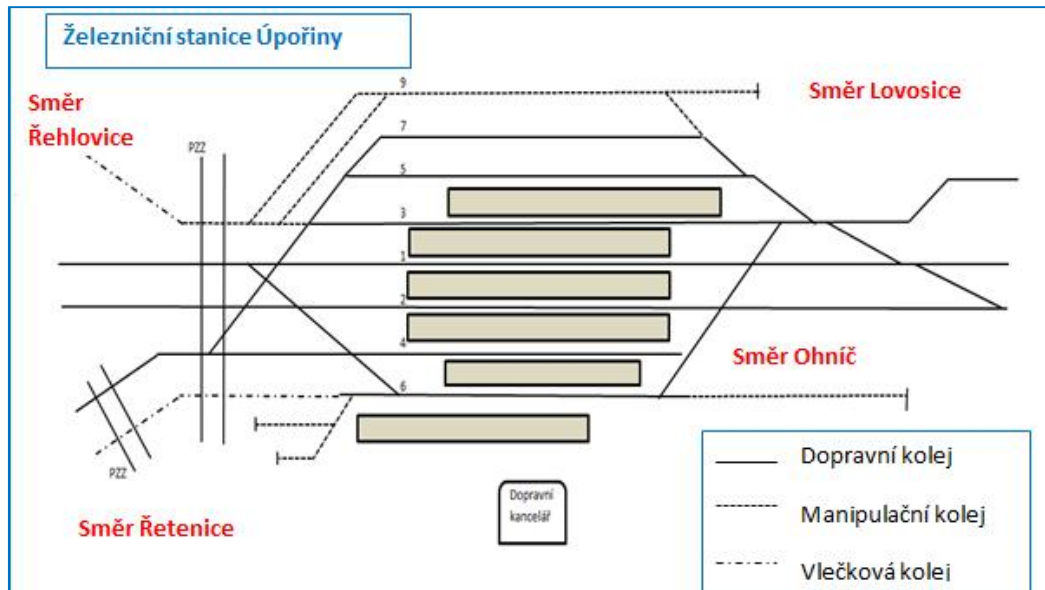 Železniční stanice Úpořiny
Směr
Řehlovice
Směr Lovosice
PZZ
9
7
5
3
1
2
4
6
Směr Ohníč
PZZ
Směr Řetenice
Dopravní
kancelář
Dopravní kolej
Manipulační kolej
Vlečková kolej